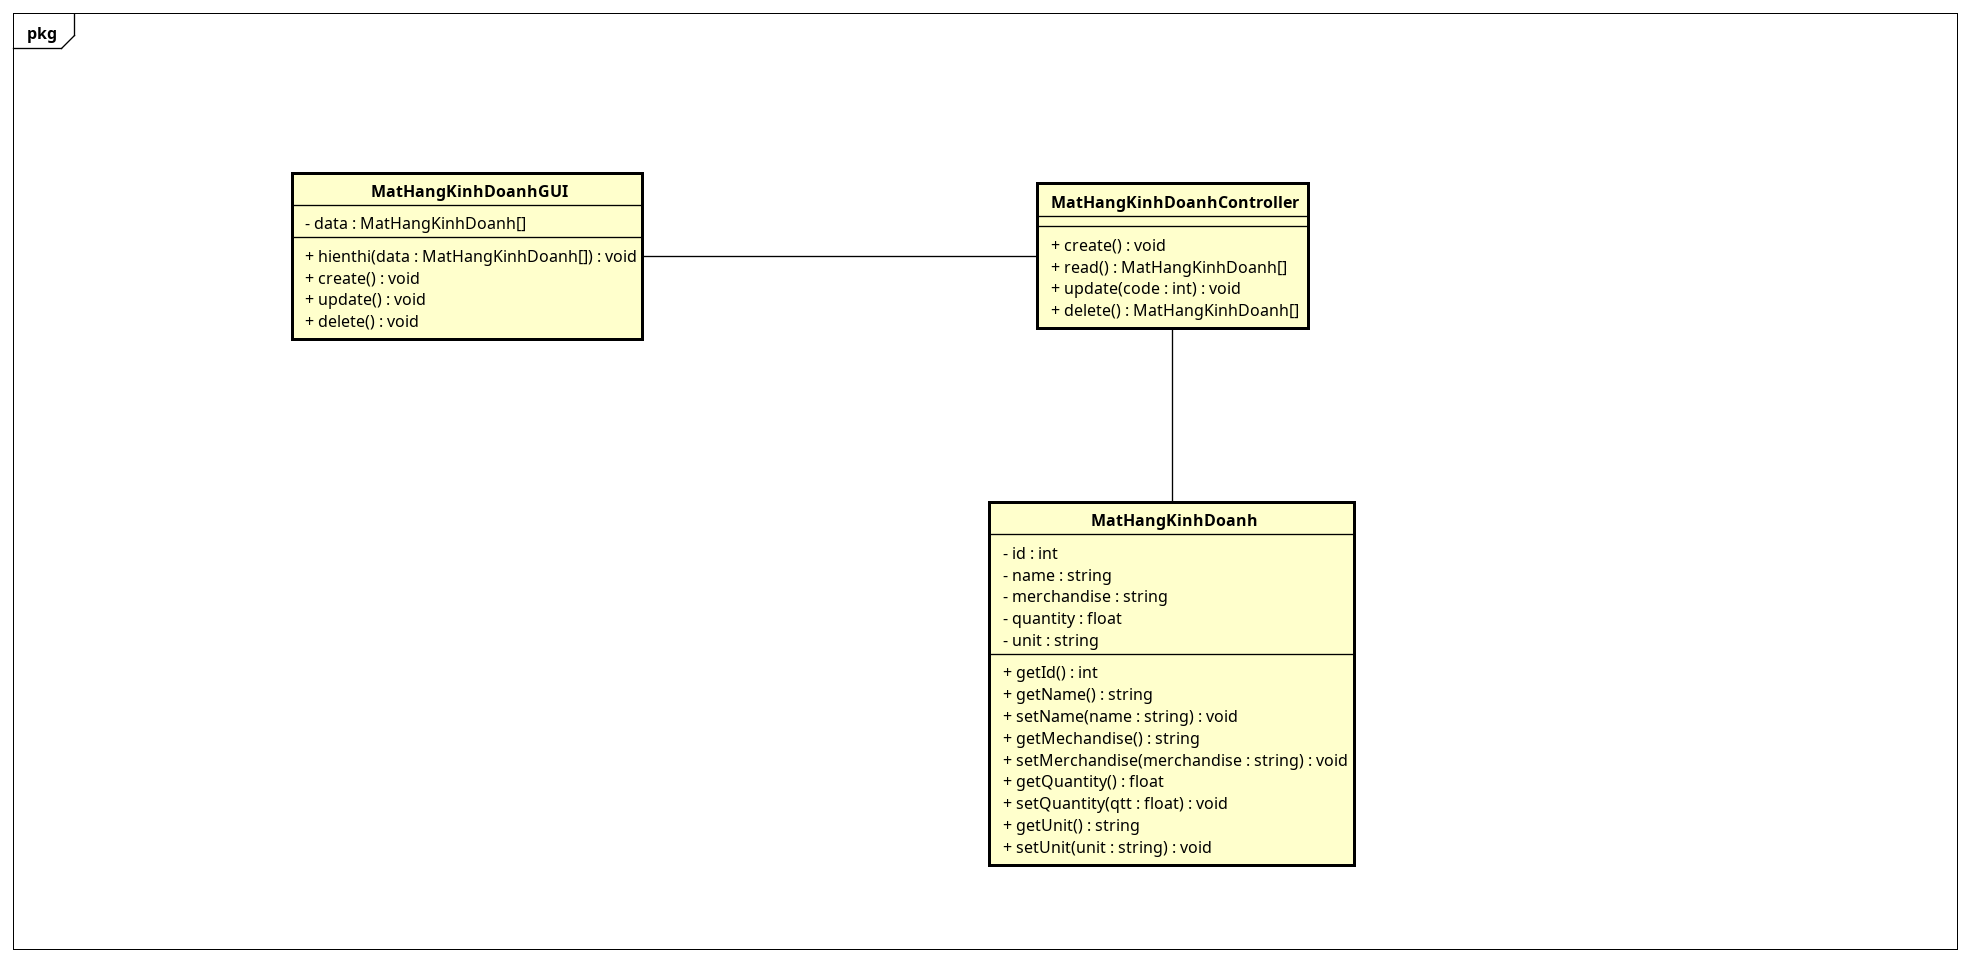 pkg
MatHangKinhDoanhGUI
- data : MatHangKinhDoanh[]
+ hienthi(data : MatHangKinhDoanh[]) : void
+ create() : void
+ update() : void
+ delete() : void
MatHangKinhDoanhController
+ create() : void
+ read() : MatHangKinhDoanh[]
+ update(code : int) : void
+ delete() : MatHangKinhDoanh[]
MatHangKinhDoanh
- id : int
- name : string
- merchandise : string
- quantity : float
- unit : string
+ getId() : int
+ getName() : string
+ setName(name : string) : void
+ getMechandise() : string
+ setMerchandise(merchandise : string) : void
+ getQuantity() : float
+ setQuantity(qtt : float) : void
+ getUnit() : string
+ setUnit(unit : string) : void